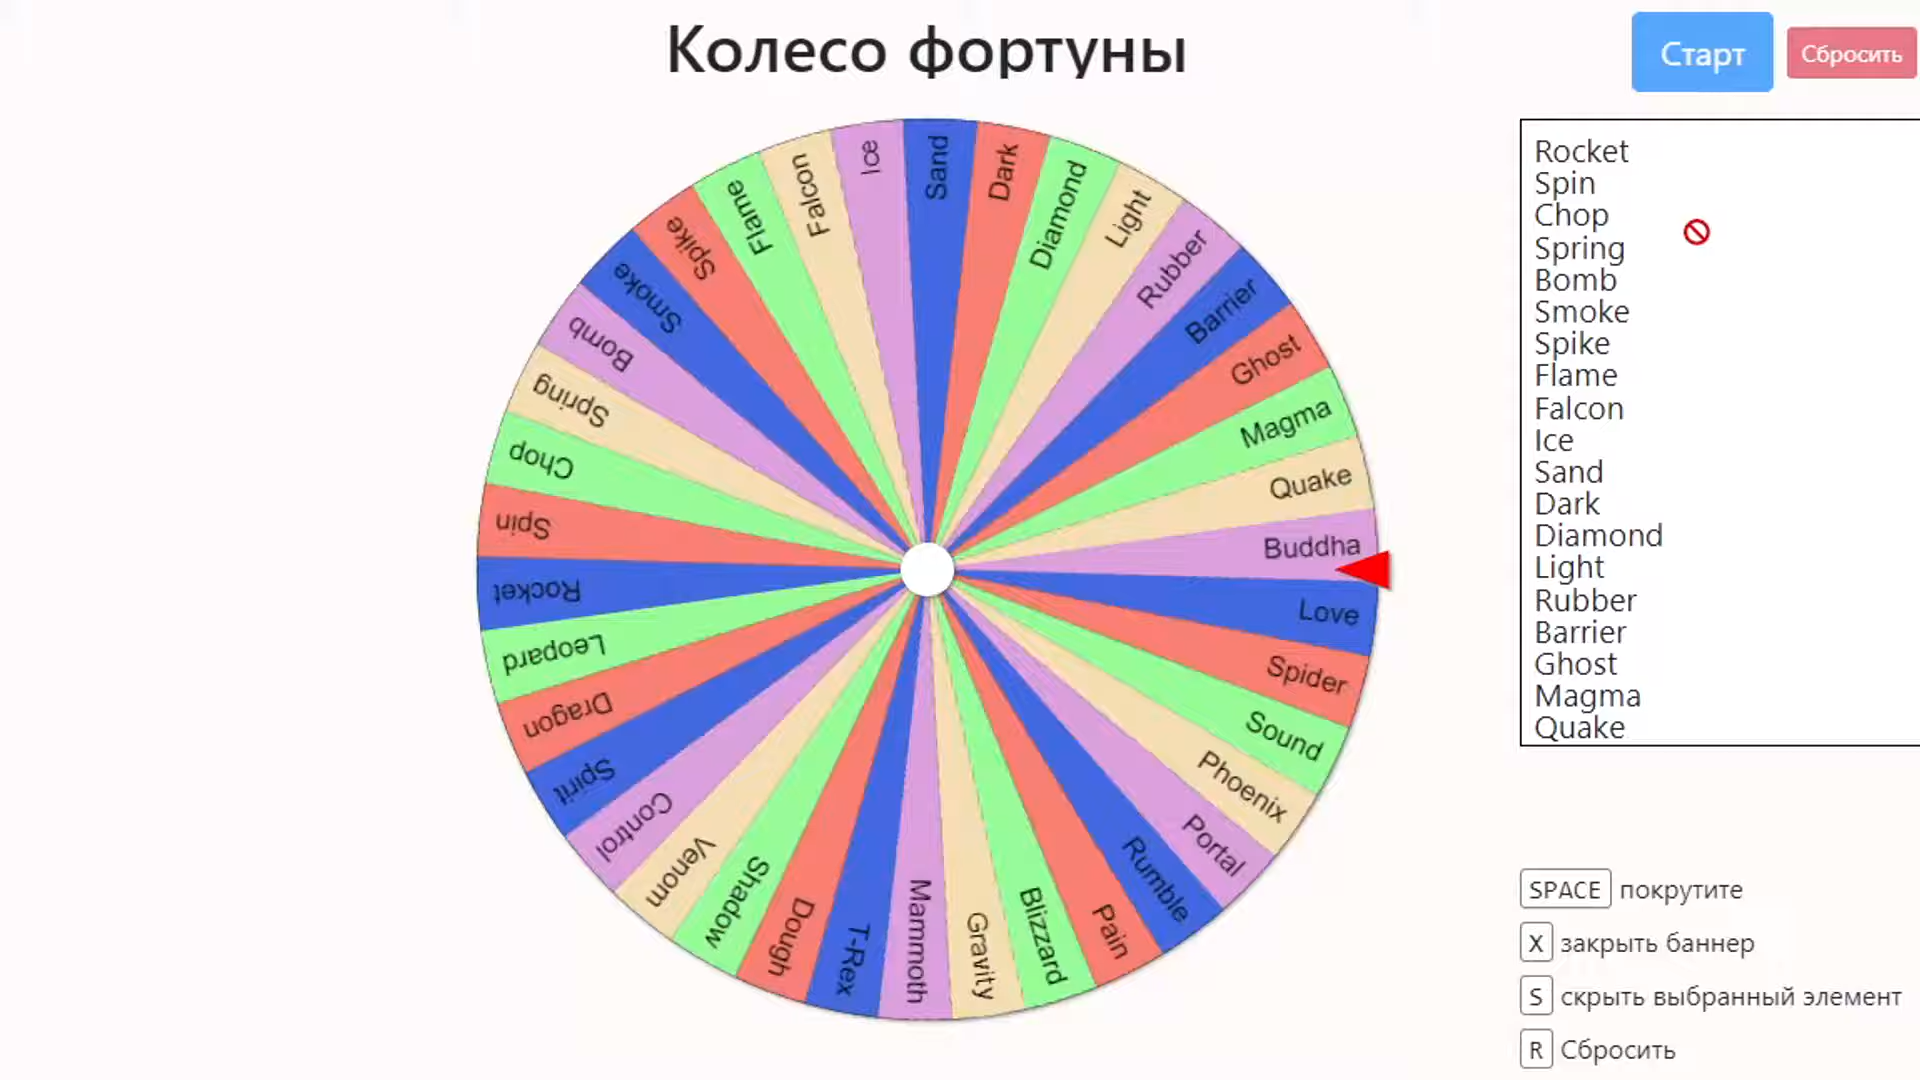 Колесо фортуны
Старт
Сбросить
Sand
Dark
Diamond
Light
Rubber
Barrier
Ghost
Magma
Quake
Buddha
Love
Spider
Sound
Phoenix
Portal
Rumble
Pain
Blizzard
Gravity
Mammoth
T-Rex
Dough
Shadow
Venom
Control
Spirit
Dragon
Leopard
Rocket
Spin
Chop
Spring
Bomb
Smoke
Spike
Flame
Falcon
Ice
Rocket
Spin
Chop
Spring
Bomb
Smoke
Spike
Flame
Falcon
Ice
Sand
Dark
Diamond
Light
Rubber
Barrier
Ghost
Magma
Quake
SPACE покрутите
X закрыть баннер
S скрыть выбранный элемент
R Сбросить